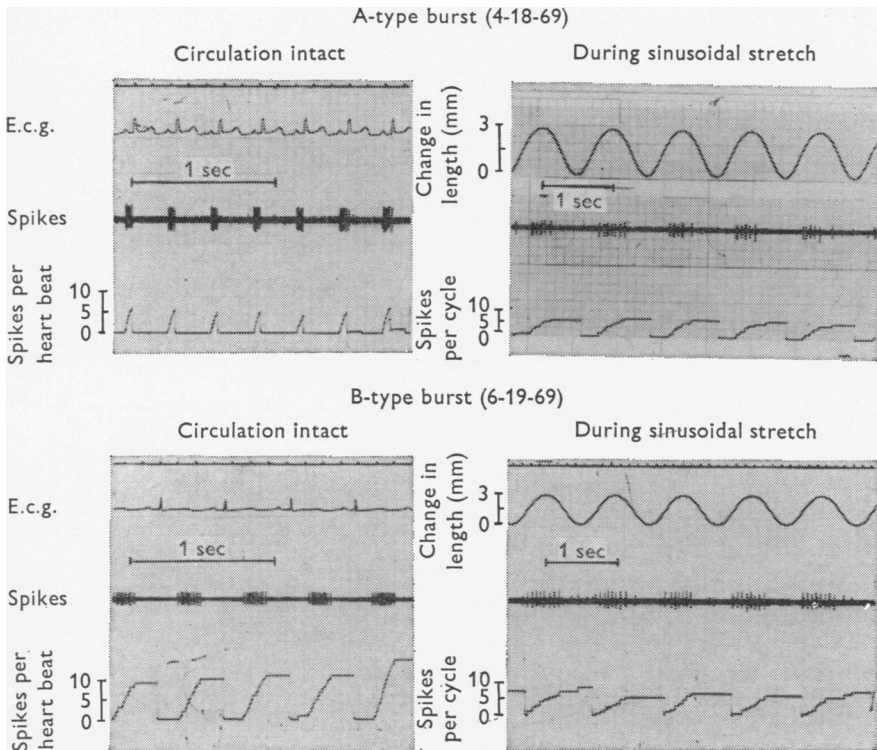 A-type burst (4-18-69)
Circulation intact
During sinusoidal stretch
E.c.g.
1 sec
Spikes
Spikes per
heart beat
10
5
0
Change in
length (mm)
3
0
1 sec
Spikes
per cycle
10
5
0
B-type burst (6-19-69)
Circulation intact
During sinusoidal stretch
E.c.g.
1 sec
Spikes
Spikes per
heart beat
10
5
0
Change in
length (mm)
3
0
1 sec
Spikes
per cycle
10
5
0